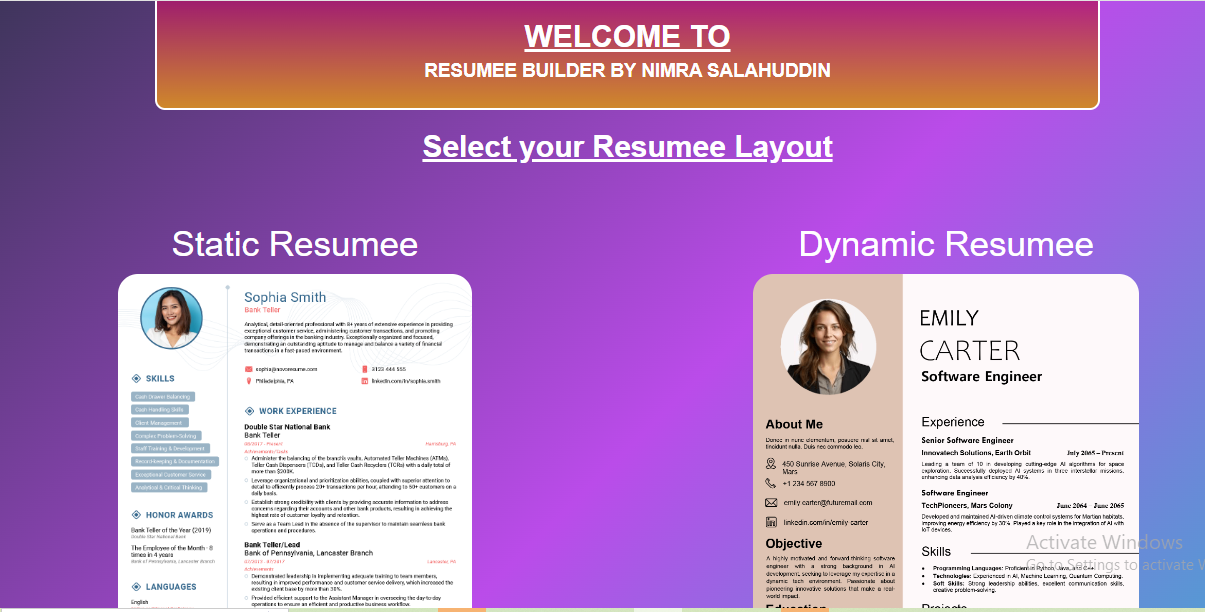 WELCOME TO
RESUMEE BUILDER BY NIMRA SALAHUDDIN
Select your Resumee Layout
Static Resumee
Sophia Smith
Bank Teller
Analytical, detail-oriented professional with 8+ years of extensive experience in providing
exceptional customer service, administering customer transactions, and promoting
company offerings in the banking industry. Exceptionally organized and focused,
demonstrating an outstanding aptitude to manage and balance a variety of financial
transactions in a fast-paced environment.
sophia@novoresume.com
3123 444 555
Philadelphia, PA
linkedin.com/in/sophia.smith
SKILLS
Cash Drawer Balancing
Cash Handling Skills
Client Management
Complex Problem-Solving
Staff Training & Development
Recordkeeping & Documentation
Exceptional Customer Service
Analytical & Critical Thinking
HONOR AWARDS
Bank Teller of the Year (2019)
Double Star National Bank
The Employee of the Month - 8
times in 4 years
Bank of Pennsylvania, Lancaster Branch
LANGUAGES
English
WORK EXPERIENCE
Double Star National Bank
Bank Teller
Harrisburg, PA
Achievements/Tasks
Administer the balancing of the branch's vaults, Automated Teller Machines (ATMs),
Teller Cash Dispensers (TCDs), and Teller Cash Recyclers (TCRs) with a daily total of
more than $200K.
Leverage organizational and prioritization abilities, coupled with superior attention to
detail to efficiently process 20+ transactions per hour, attending to 50+ customers on a
daily basis.
Establish strong credibility with clients by providing accurate information to address
concerns regarding their accounts and other bank products, resulting in achieving the
highest rate of customer loyalty and retention.
Serve as a Team Lead in the absence of the supervisor to maintain seamless bank
operations and procedures.
Bank Teller/Lead
Bank of Pennsylvania, Lancaster Branch
Lancaster, PA
Achievements
Demonstrated leadership in implementing adequate training to team members,
resulting in improved performance and customer service delivery, which increased the
existing client base by more than 30%.
Provided efficient support to the Assistant Manager in overseeing the day-to-day
operations to ensure an efficient and productive business workflow.
Dynamic Resumee
EMILY
CARTER
Software Engineer
About Me
Donec in nunc elementum, posuere nisl sit amet,
tincidunt nulla. Duis nec commodo leo.
450 Sunrise Avenue, Solaris City,
Mars
+1 234 567 8900
emily.carter@futuremail.com
linkedin.com/in/emily-carter
Objective
A highly motivated and forward-thinking software
engineer with a strong background in AI
development, seeking to leverage my expertise in a
dynamic tech environment. Passionate about
pioneering innovative solutions that make a real-
world impact.
Education
Experience
Senior Software Engineer
Innovatech Solutions, Earth Orbit
July 2065 – Present
Leading a team of 10 in developing cutting-edge AI algorithms for space
exploration. Successfully deployed AI systems in three interstellar missions,
enhancing data analysis efficiency by 40%.
Software Engineer
TechPioneers, Mars Colony
June 2064 – June 2065
Developed and maintained AI-driven climate control systems for Martian habitats,
improving energy efficiency by 30%. Played a key role in the integration of AI with
IoT devices.
Skills
• Programming Languages: Proficient in Python, Java, and C++
• Technologies: Experienced in AI, Machine Learning, Quantum Computing.
• Soft Skills: Strong leadership abilities, excellent communication skills,
creative problem-solving.
Projects
Activate Windows
Go to Settings to activate W